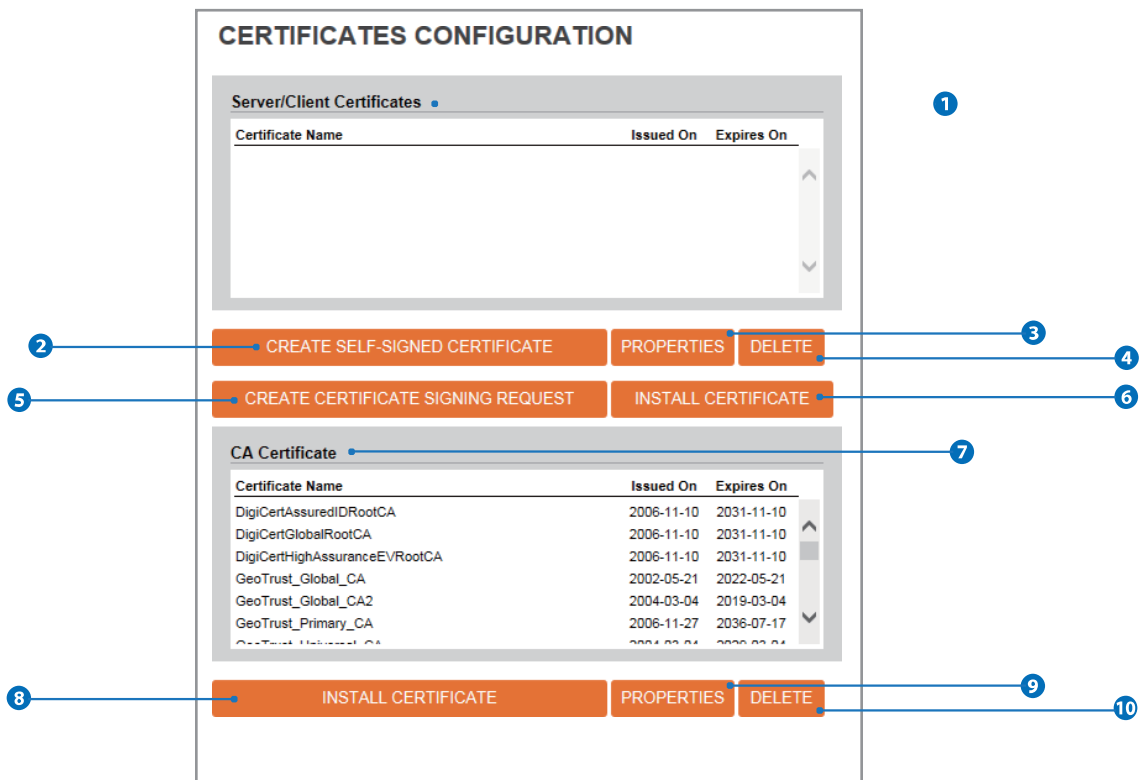 CERTIFICATES CONFIGURATION
Server/Client Certificates
1
Certificate Name Issued On Expires On
2 CREATE SELF-SIGNED CERTIFICATE PROPERTIES DELETE 3
4
5 CREATE CERTIFICATE SIGNING REQUEST INSTALL CERTIFICATE 6
CA Certificate 7
Certificate Name Issued On Expires On
DigiCertAssuredIDRootCA 2006-11-10 2031-11-10
DigiCertGlobalRootCA 2006-11-10 2031-11-10
DigiCertHighAssuranceEVRootCA 2006-11-10 2031-11-10
GeoTrust_Global_CA 2002-05-21 2022-05-21
GeoTrust_Global_CA2 2004-03-04 2019-03-04
GeoTrust_Primary_CA 2006-11-27 2036-07-17
8 INSTALL CERTIFICATE PROPERTIES DELETE 9
10